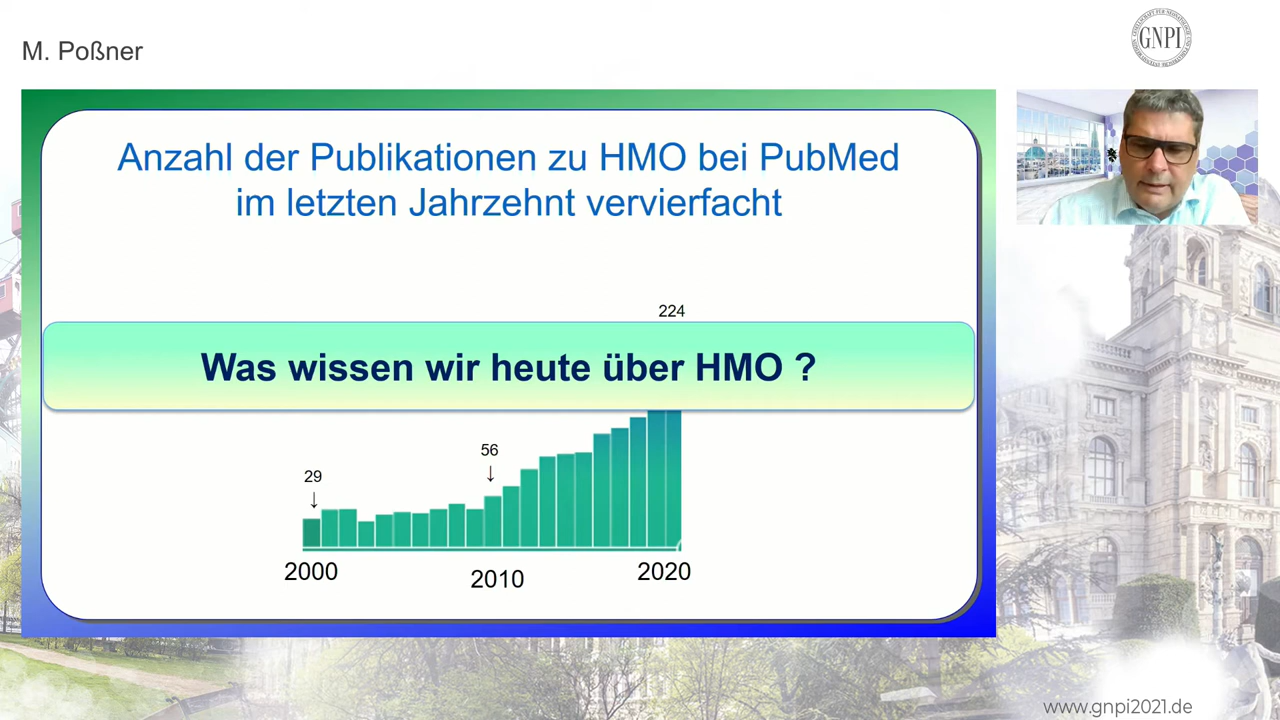 M. Poßner
GNPI
Anzahl der Publikationen zu HMO bei PubMed
im letzten Jahrzehnt vervierfacht
224
Was wissen wir heute über HMO ?
56
29
2000
2010
2020
www.gnpi2021.de